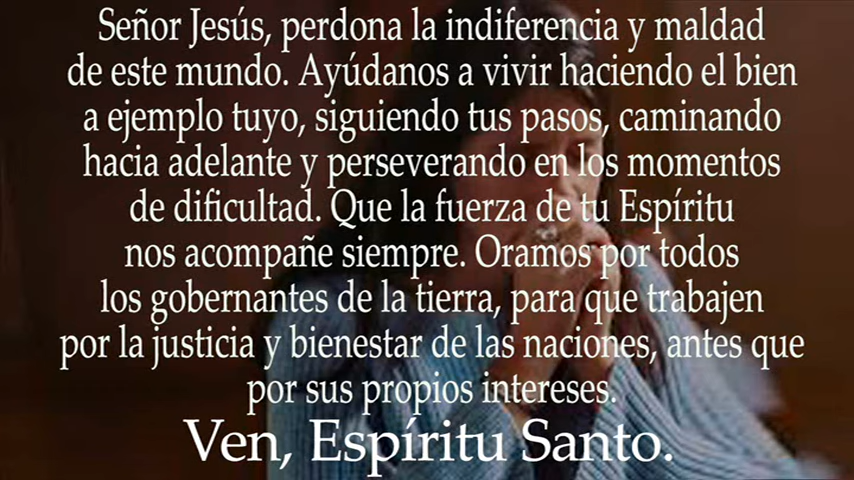 Señor Jesús, perdona la indiferencia y maldad
de este mundo. Ayúdanos a vivir haciendo el bien
a ejemplo tuyo, siguiendo tus pasos, caminando
hacia adelante y perseverando en los momentos
de dificultad. Que la fuerza de tu Espíritu
nos acompañe siempre. Oramos por todos
los gobernantes de la tierra, para que trabajen
por la justicia y bienestar de las naciones, antes que
por sus propios intereses.
Ven, Espíritu Santo.